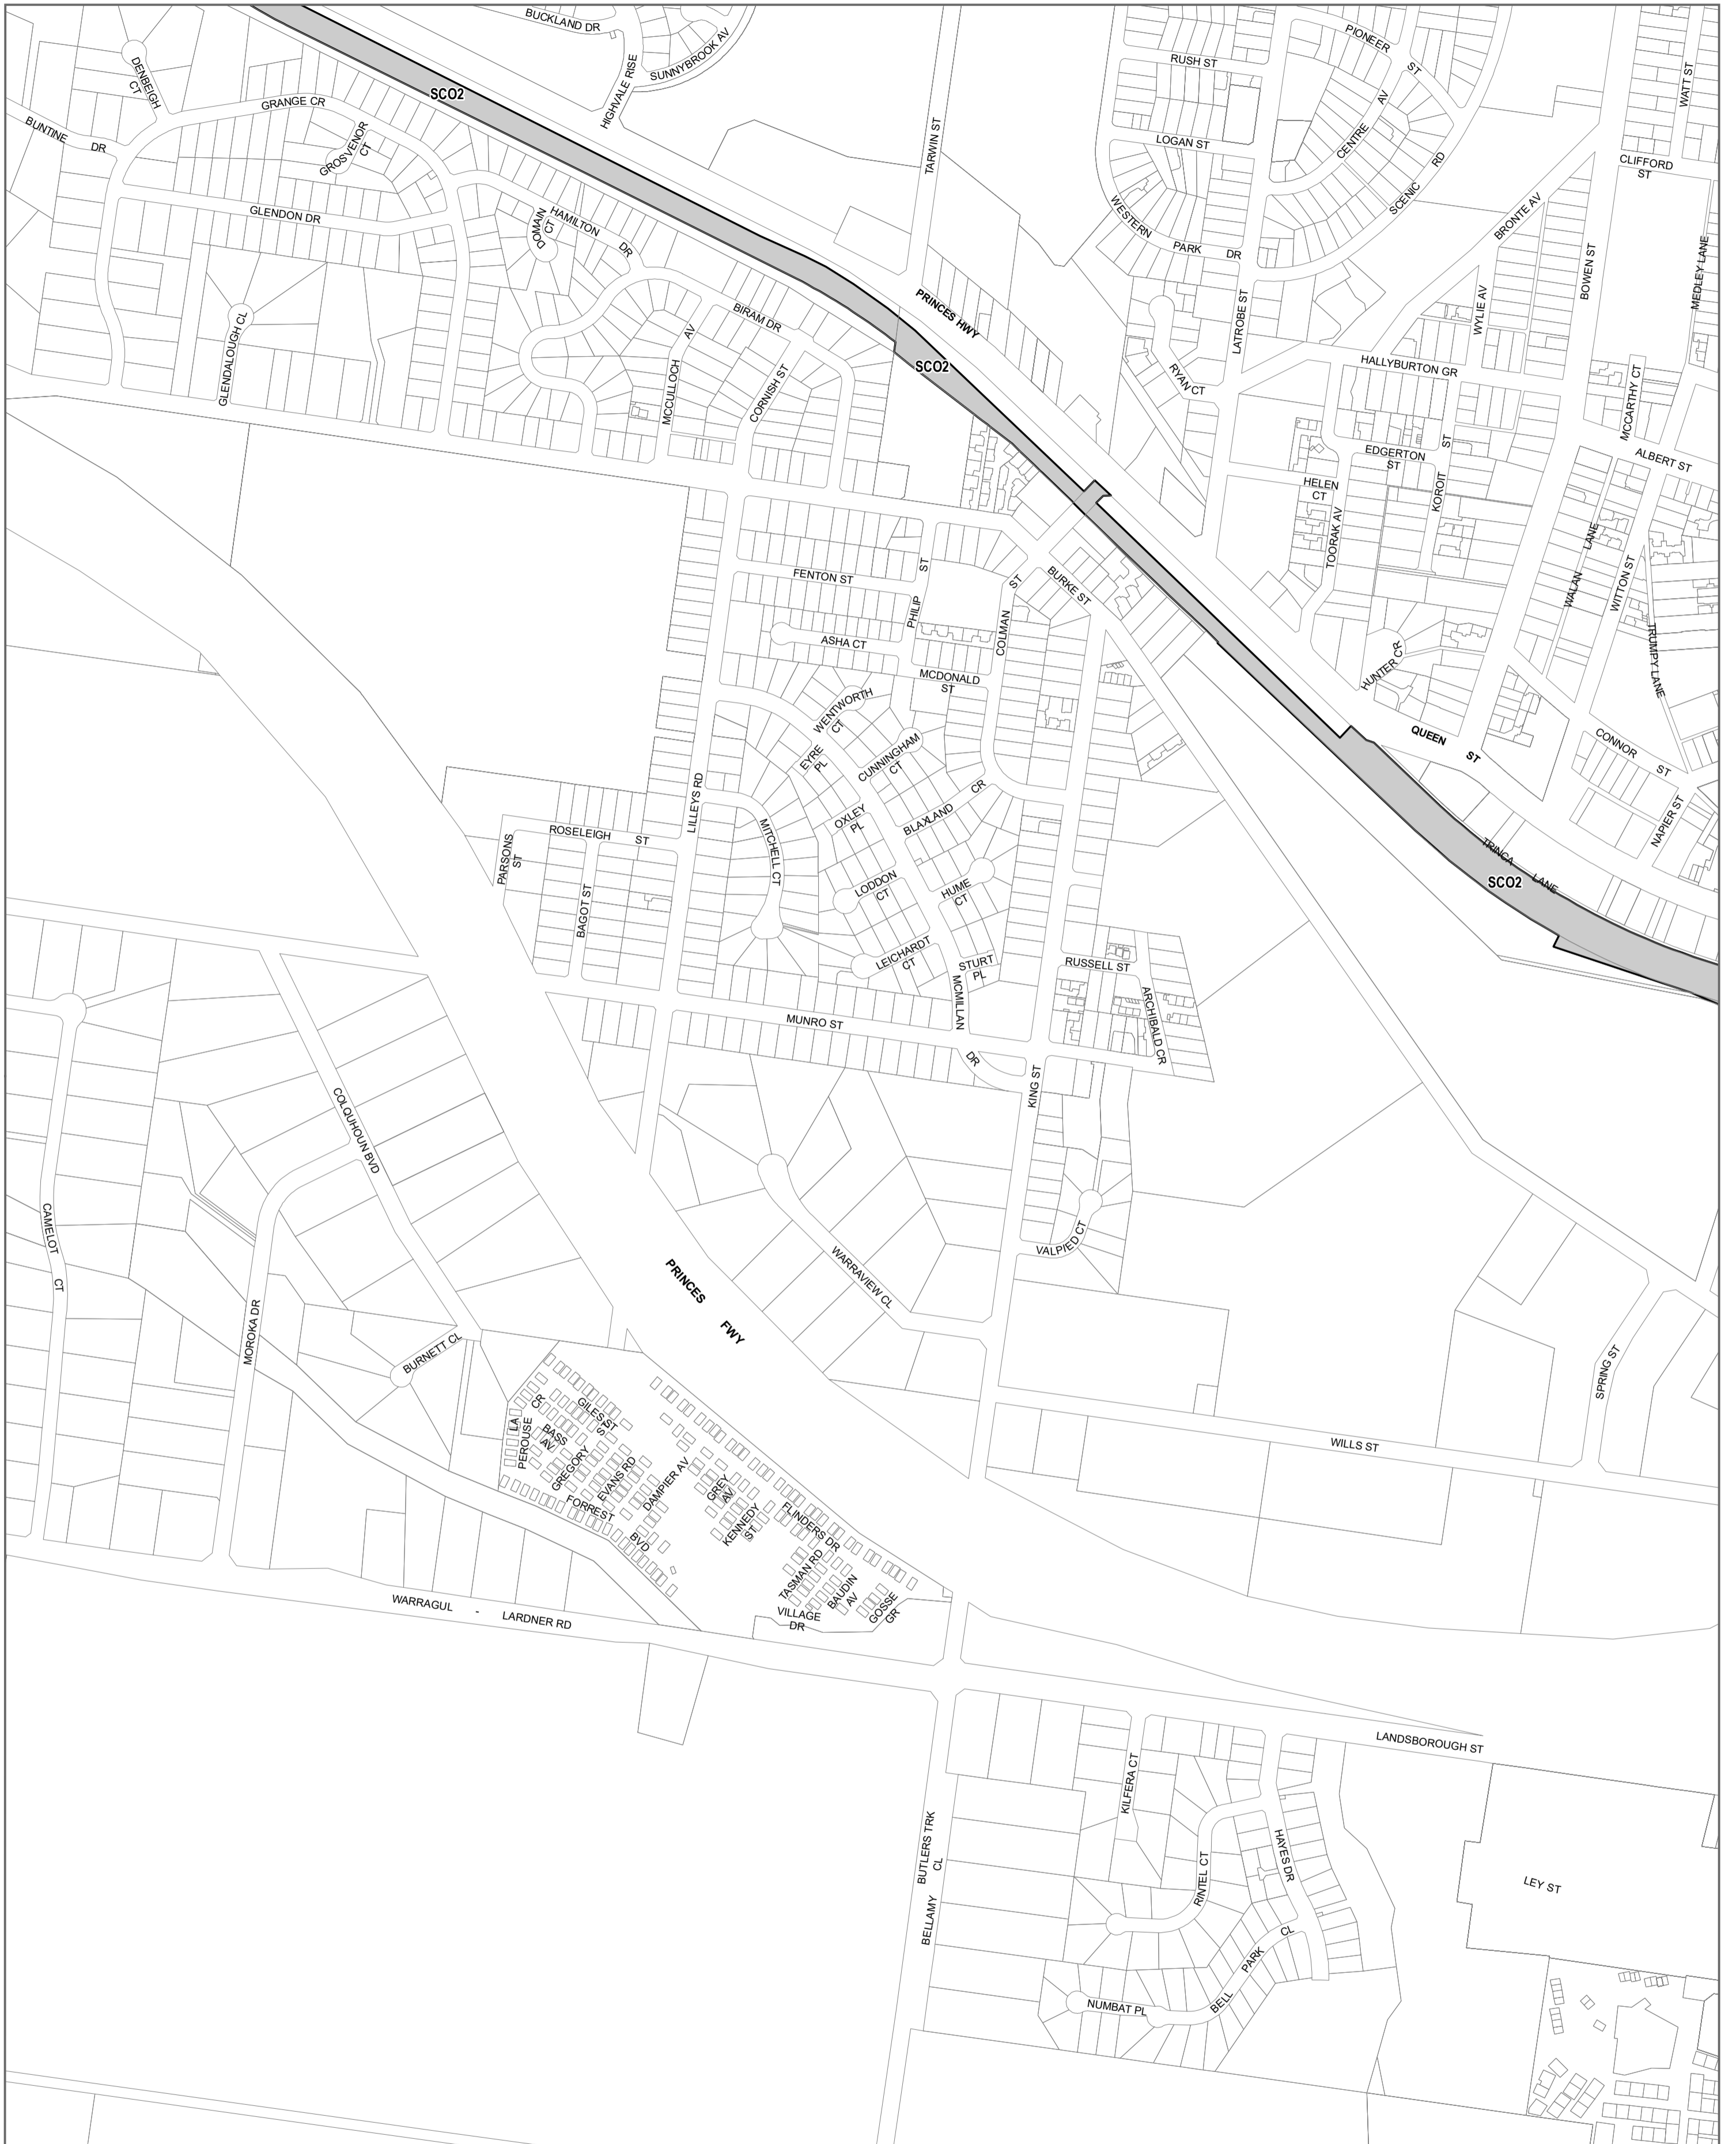 BUCKLAND DR
SUNNYBROOK AV
HIGHVALE RISE
PIONEER
ST
RUSH ST
WATT ST
DENBEIGH
CT
SCO2
GRANGE CR
BUNTINE
DR
GROSVENOR
CT
TARWIN ST
LOGAN ST
CENTRE
AV
SCENIC
RD
CLIFFORD
ST
GLENDON DR
DOMAIN
CT
HAMILTON
DR
WESTERN
PARK
DR
BRONTE AV
BOWEN ST
MEDLEY LANE
GLENDALOUGH CL
BIRAM DR
PRINCES HWY
LATROBE ST
WYLIE AV
MCCULLOCH
AV
CORNISH ST
SCO2
RYAN CT
HALLYBURTON GR
MCCARTHY CT
EDGERTON
ST
ALBERT ST
HELEN
CT
KOROIT
ST
TOORAK AV
WALAN
LANE
WITTON ST
TRUMPY LANE
FENTON ST
PHILIP
ST
BURKE ST
COLMAN
ST
ASHA CT
MCDONALD
ST
HUNTER CR
WENTWORTH
CT
CUNNINGHAM
CT
EYRE
PL
QUEEN
ST
CONNOR
ST
LILLEYS RD
OXLEY
PL
BLAXLAND
CR
NAPIER ST
ROSELEIGH
ST
PARSONS
ST
MITCHELL CT
TRINCA
LANE
SCO2
BAGOT ST
LODDON
CT
HUME
CT
LEICHARDT
CT
STURT
PL
RUSSELL ST
ARCHIBALD CR
MUNRO ST
MCMILLAN
DR
KING ST
COLQUHOUN BVD
CAMELOT
CT
VALPIED CT
WARRAVIEW CL
PRINCES
FWY
MOROKA DR
BURNETT CL
SPRING ST
LA
PEROUSE
CR
GILES ST
BASS
AV
GREGORY
ST
EVANS RD
DAMPIER AV
GREY
AV
WILLS ST
FORREST
BVD
KENNEDY
ST
FLINDERS DR
TASMAN RD
BAUDIN
AV
GOSSE
GR
VILLAGE
DR
WARRAGUL - LARDNER RD
LANDSBOROUGH ST
KILFERA CT
BUTLERS TRK
BELLAMY
CL
RINTEL CT
HAYES DR
LEY ST
BELL
PARK
CL
NUMBAT PL